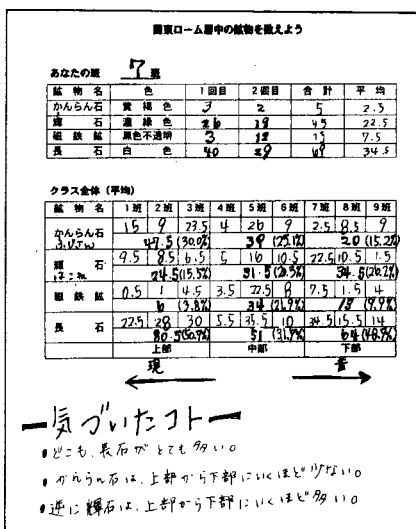 関東ローム層中の鉱物を数えよう
あなたの班 7 班
鉱物名 色 1回目 2回目 合計 平均
かんらん石 黄褐色 3 2 5 2.5
輝石 濃緑色 26 19 45 22.5
磁鉄鉱 黒色不透明 3 12 15 7.5
長石 白色 40 29 69 34.5
クラス全体(平均)
鉱物名 1班 2班 3班 4班 5班 6班 7班 8班 9班
かんらん石 15 9 23.5 4 26 9 2.5 8.5 9
ふじさん 47.5(30.0%) 39(25.1%) 20(15.2%)
輝石 9.5 8.5 6.5 5 16 10.5 22.5 10.5 1.5
はこね 24.5(15.5%) 31.5(20.3%) 34.5(26.2%)
磁鉄鉱 0.5 1 4.5 3.5 22.5 8 7.5 1.5 4
6(3.8%) 34(21.9%) 13(9.9%)
長石 22.5 28 30 5.5 35.5 10 34.5 15.5 14
80.5(50.9%) 51 64(48.9%)
上部 中部 下部
現 昔
ー気づいたコトー
・どこも、長石がとても多い。
・かんらん石は、上部から下部にいくほど少ない。
・逆に輝石は、上部から下部にいくほど多い。